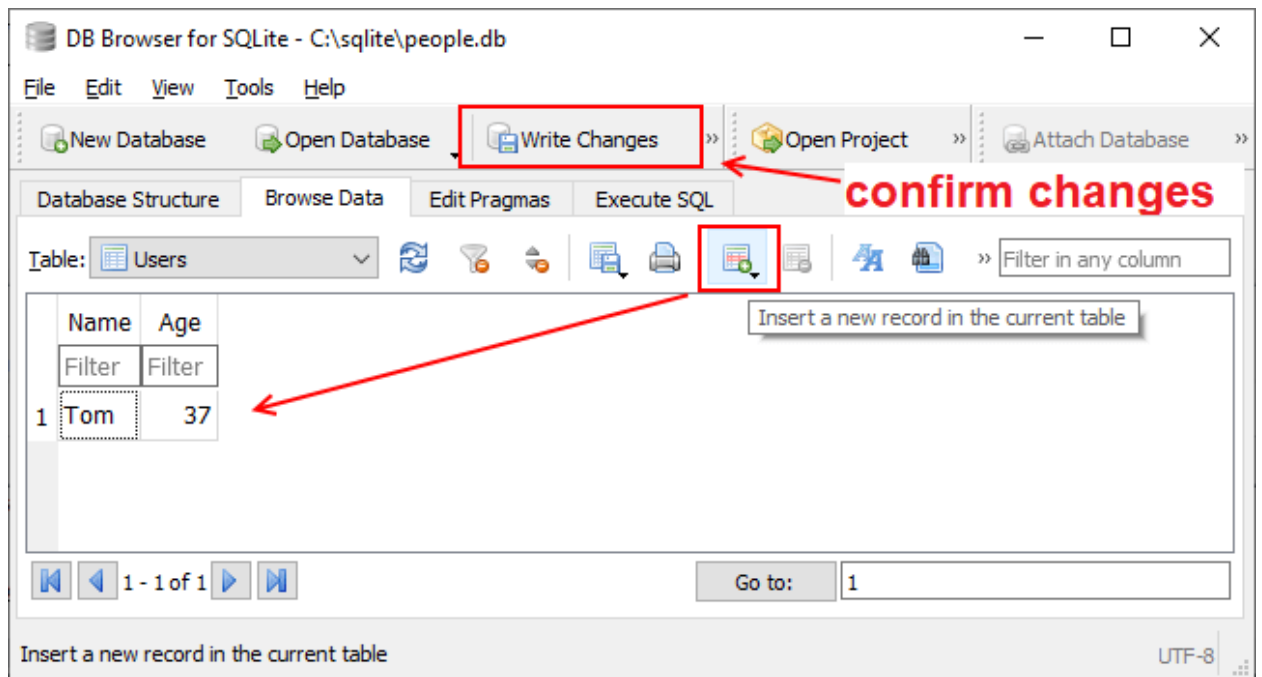 DB Browser for SQLite - C:\sqlite\people.db
File Edit View Tools Help
New Database Open Database Write Changes » Open Project » Attach Database »
confirm changes
Database Structure Browse Data Edit Pragmas Execute SQL
Table: Users » Filter in any column
Insert a new record in the current table
Name Age
Filter Filter
1 Tom 37
1 - 1 of 1 Go to: 1
Insert a new record in the current table UTF-8